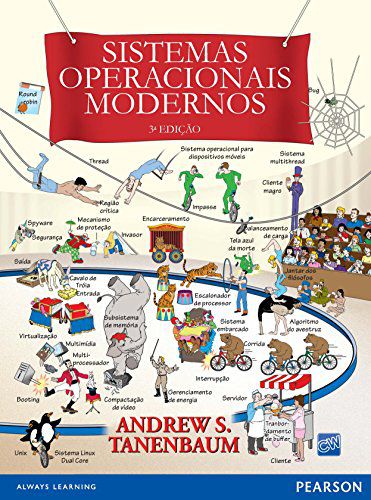 SISTEMAS
OPERACIONAIS
MODERNOS
3ª EDIÇÃO
Round
robin
Bug
Thread
Sistema operacional para
dispositivos móveis
Sistema
multithread
Região
crítica
Impasse
Cliente
magro
Spyware
Segurança
Mecanismo
de proteção
Invasor
Encarceramento
Balanceamento
de carga
Tela azul
da morte
Saída
Cavalo de
Tróia
Entrada
Jantar dos
filósofos
Escalonador
de processor
Subsistema
de memória
Sistema
embarcado
Algoritmo
do avestruz
Virtualização
Multimídia
Multi-
processador
Corrida
Interrupção
Booting
Compactação
de vídeo
Gerenciamento
de energia
Servidor
ANDREW S.
TANENBAUM
Tranbor-
damento
de buffer
CW
Unix
Sistema Linux
Dual Core
Cliente
ALWAYS LEARNING
PEARSON